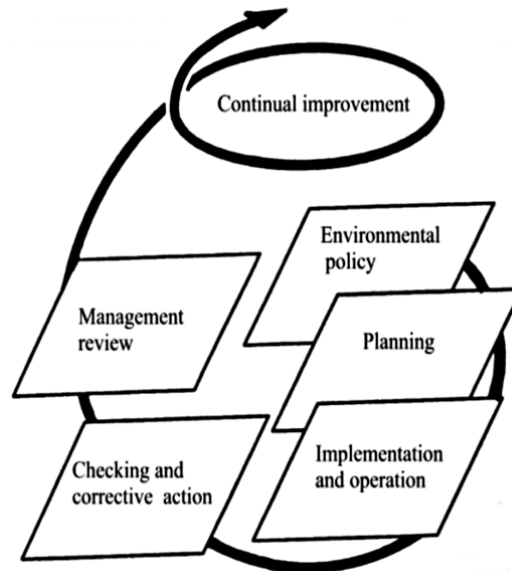 Continual improvement
Environmental
policy
Planning
Implementation
and operation
Checking and
corrective action
Management
review